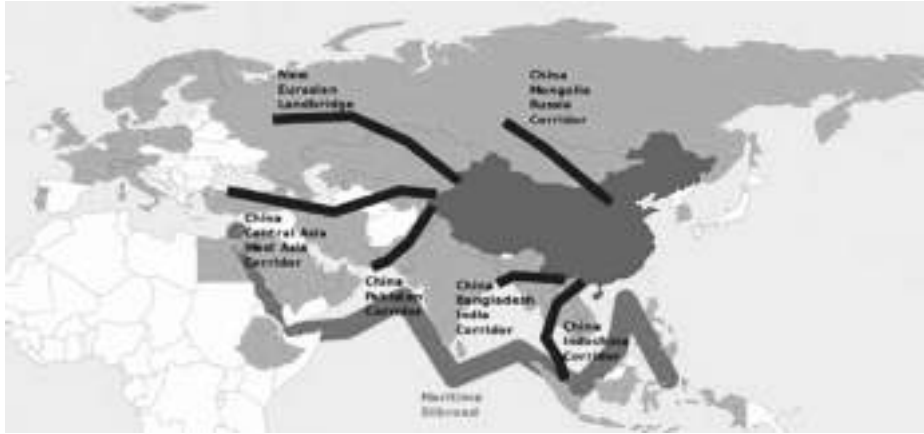 New
Eurasian
Landbridge
China
Mongolia
Russia
Corridor
China
Central Asia
West Asia
Corridor
China
Pakistan
Corridor
China
Bangladesh
India
Corridor
China
Indochina
Corridor
Maritime
Silkroad